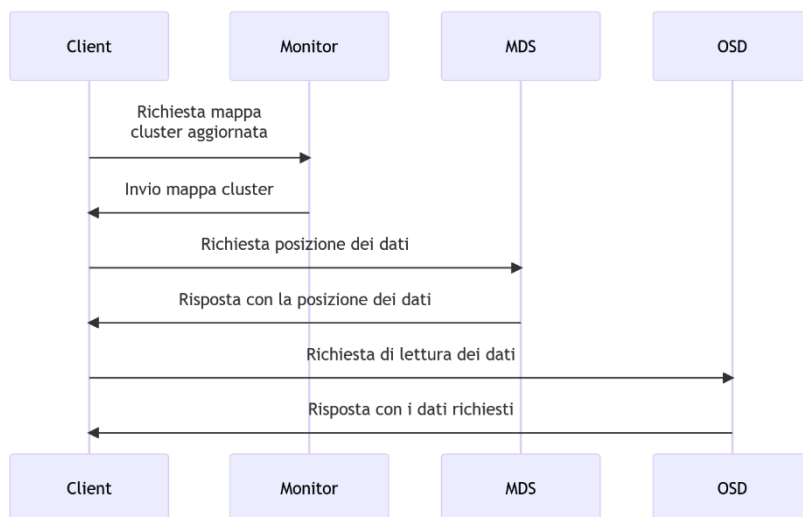 Client Monitor MDS OSD
Richiesta mappa
cluster aggiornata
Invio mappa cluster
Richiesta posizione dei dati
Risposta con la posizione dei dati
Richiesta di lettura dei dati
Risposta con i dati richiesti
Client Monitor MDS OSD